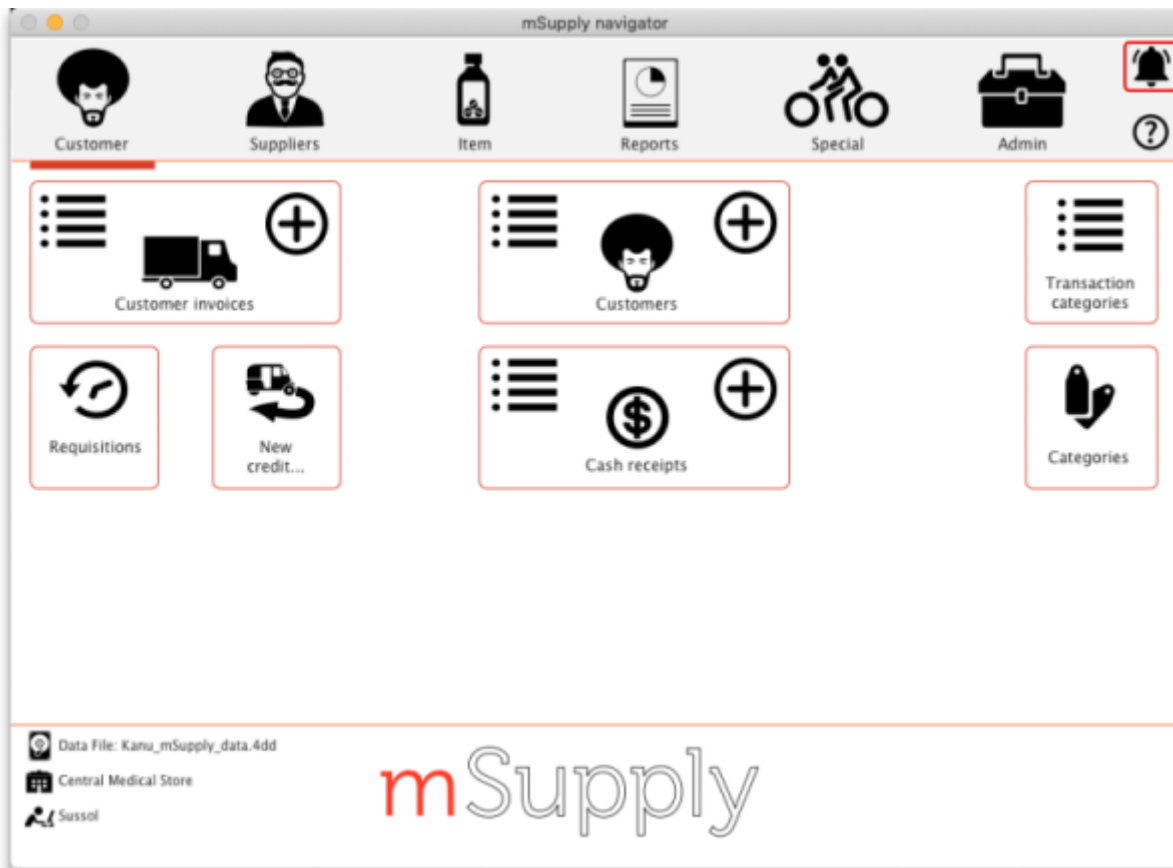 mSupply navigator
Customer
Suppliers
Item
Reports
Special
Admin
Customer invoices
Customers
Transaction
categories
Requisitions
New
credit...
Cash receipts
Categories
Data File: Kanu_mSupply_data.4dd
Central Medical Store
Sussol
mSupply